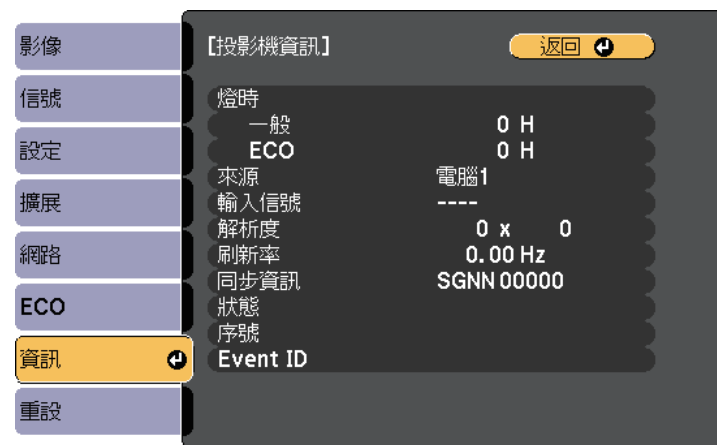 影像
信號
設定
擴展
網路
ECO
資訊
重設
[投影機資訊]
返回
燈時
一般 0 H
ECO 0 H
來源 電腦1
輸入信號 ----
解析度 0 x 0
刷新率 0.00 Hz
同步資訊 SGNN 00000
狀態
序號
Event ID